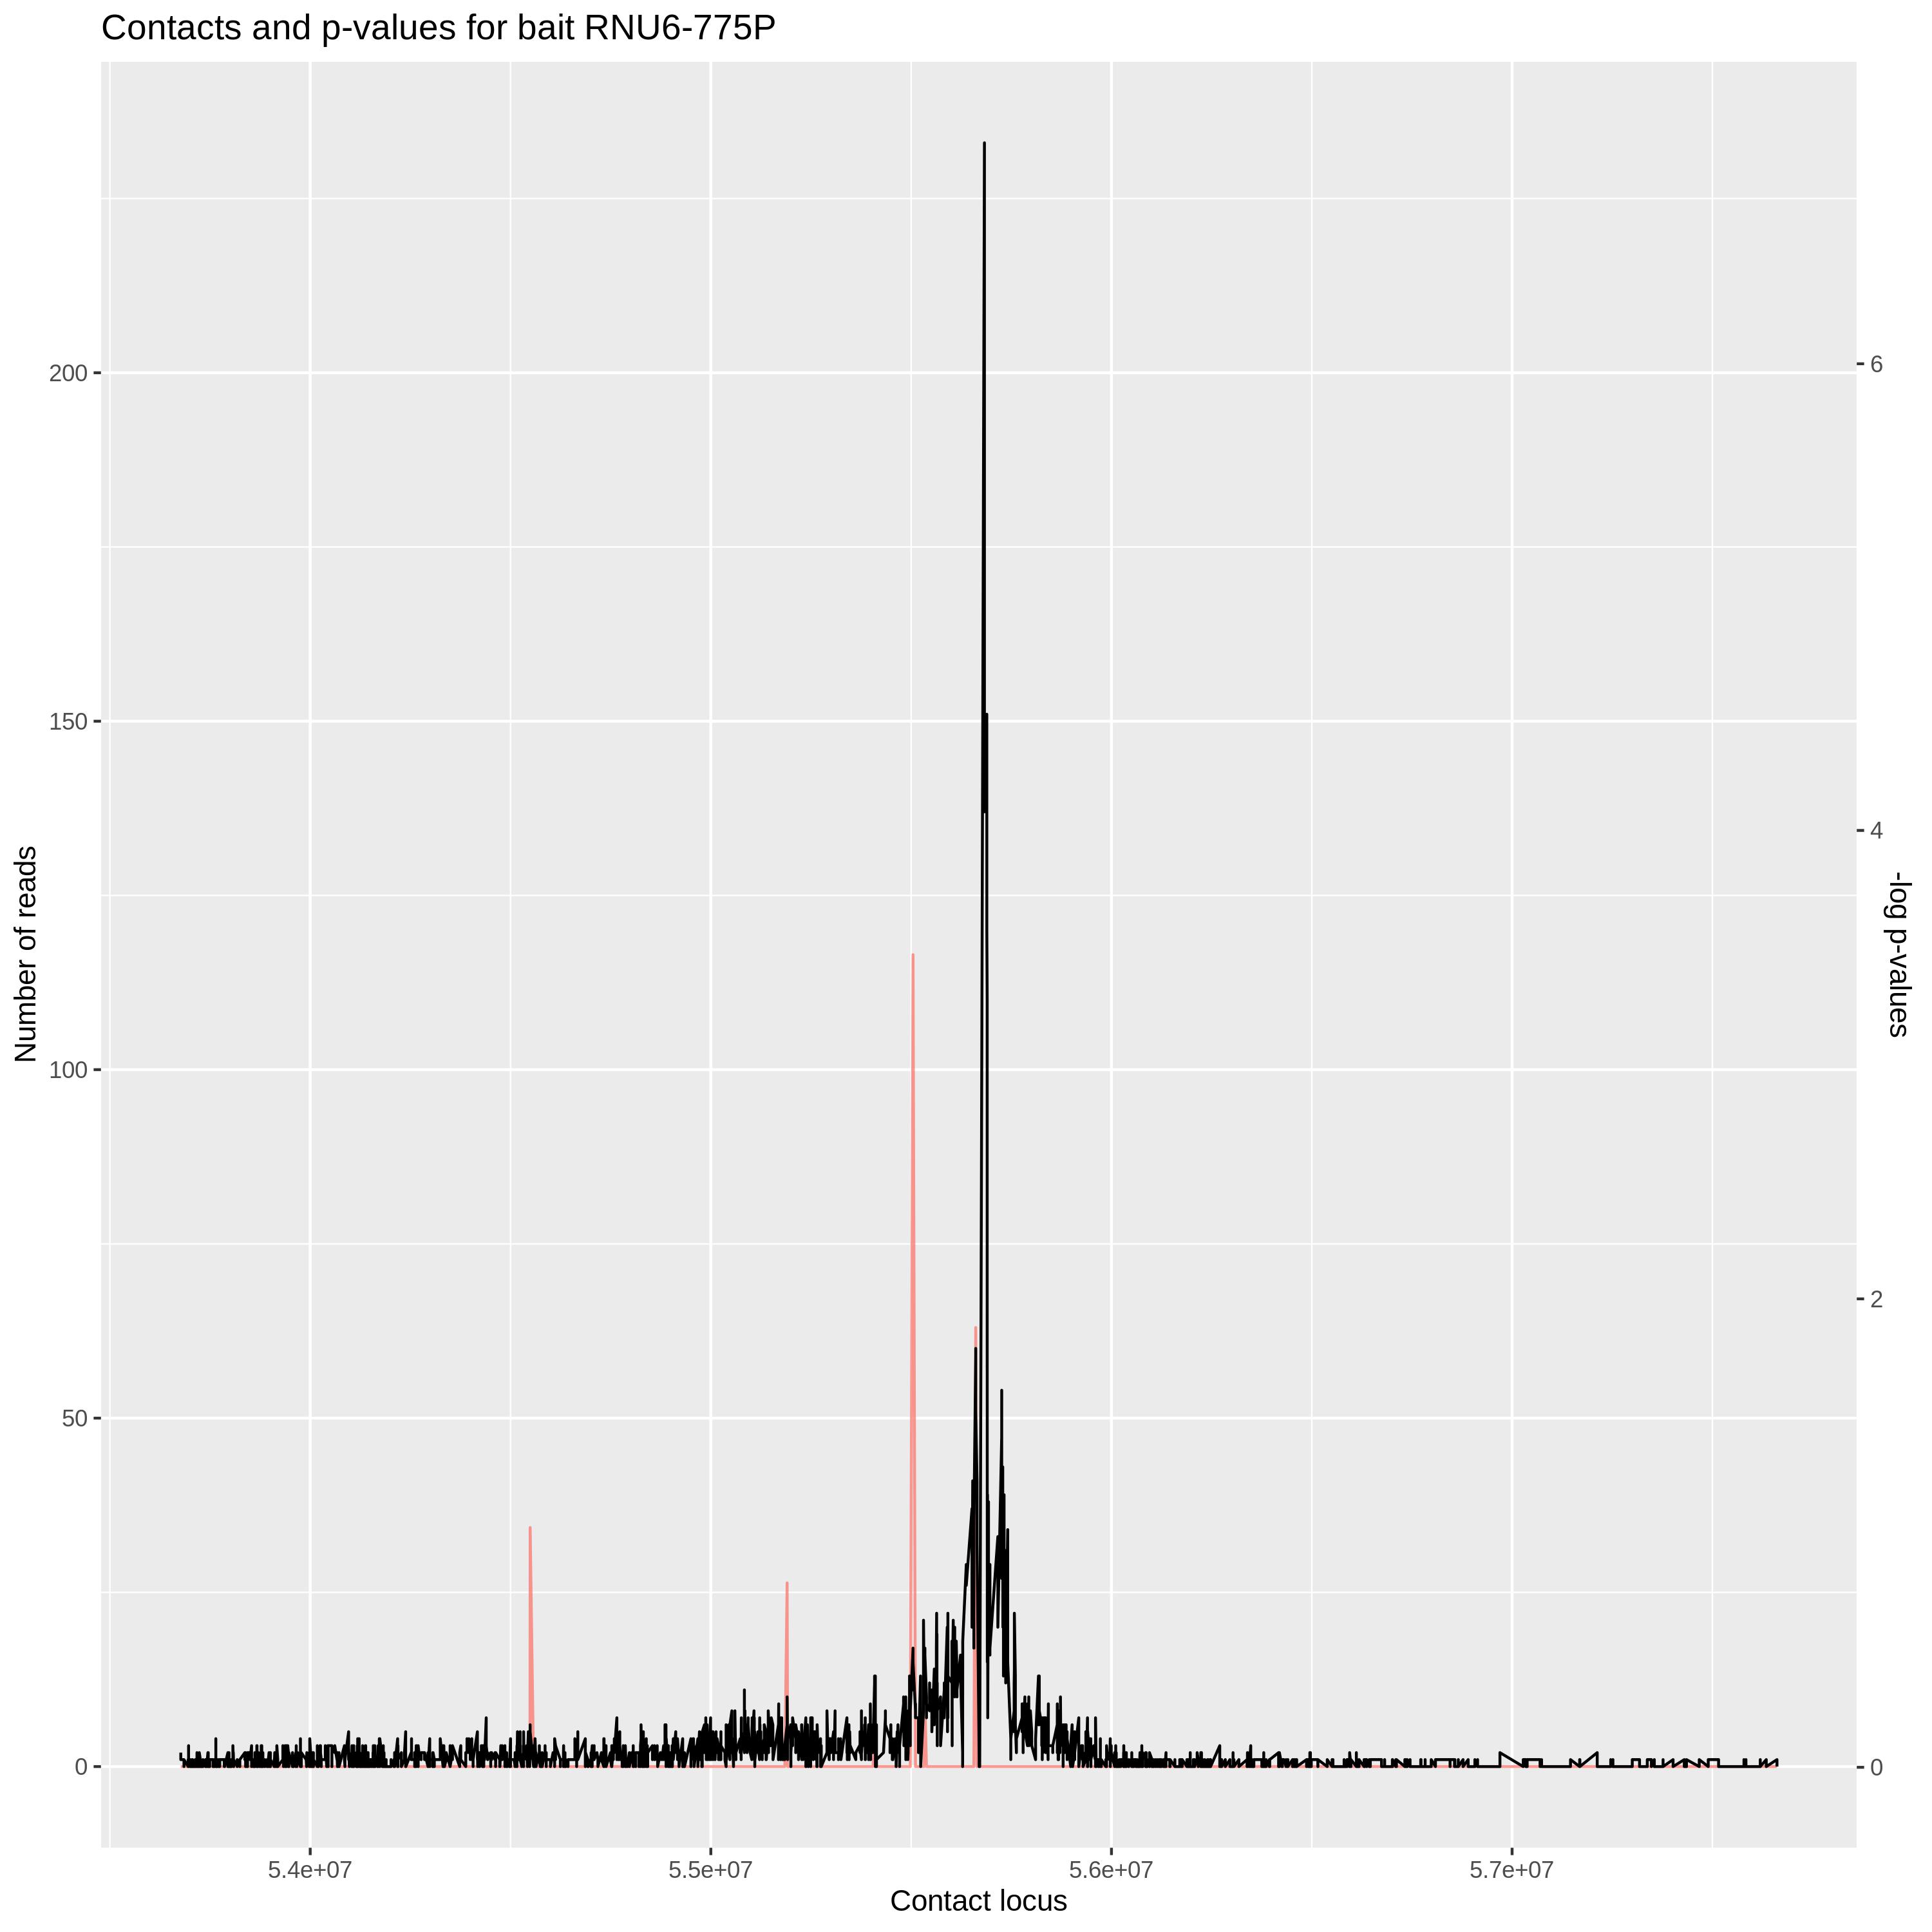 Contacts and p-values for bait RNU6-775P
200
150
100
50
0
6
4
2
0
Number of reads
-log p-values
5.4e+07
5.5e+07
5.6e+07
5.7e+07
Contact locus